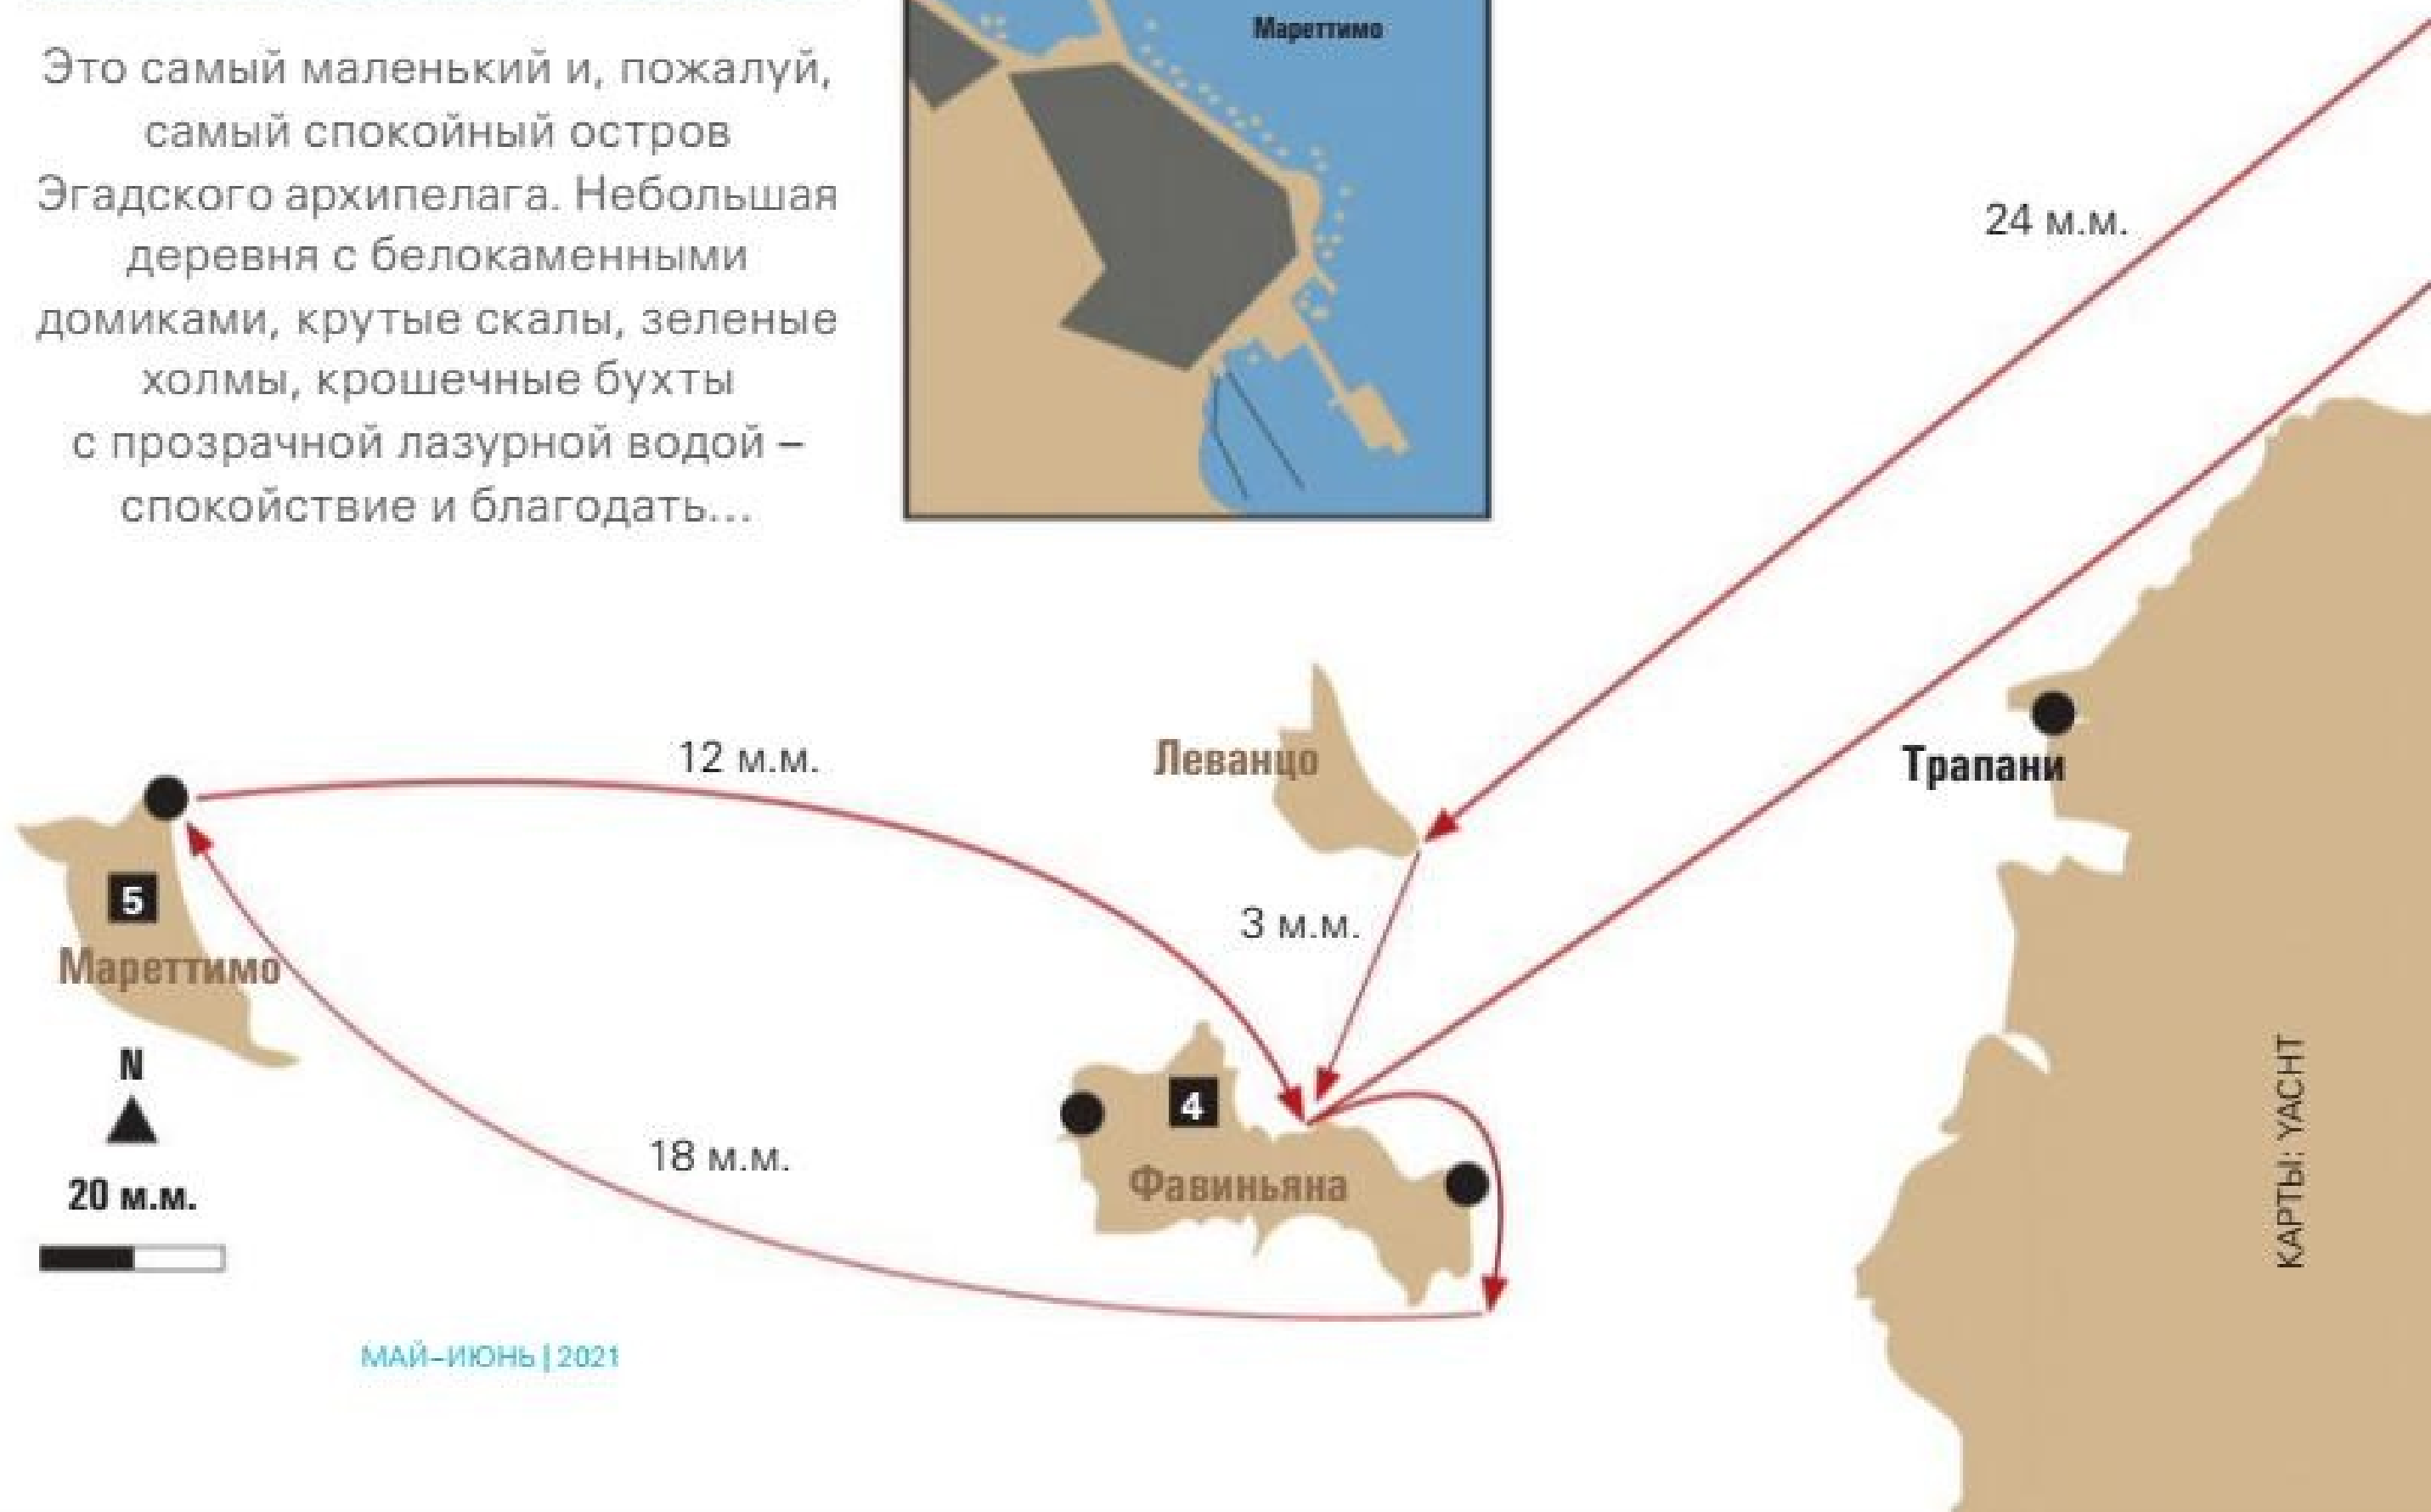 Это самый маленький и, пожалуй,
самый спокойный остров
Эгадского архипелага. Небольшая
деревня с белокаменными
домиками, крутые скалы, зеленые
холмы, крошечные бухты
с прозрачной лазурной водой –
спокойствие и благодать...
Мареттимо
24 м.м.
Леванцо
12 м.м.
Трапани
5
3 м.м.
Мареттимо
N
4
18 м.м.
Фавиньяна
20 м.м.
КАРТЫ: YACHT
МАЙ–ИЮНЬ | 2021